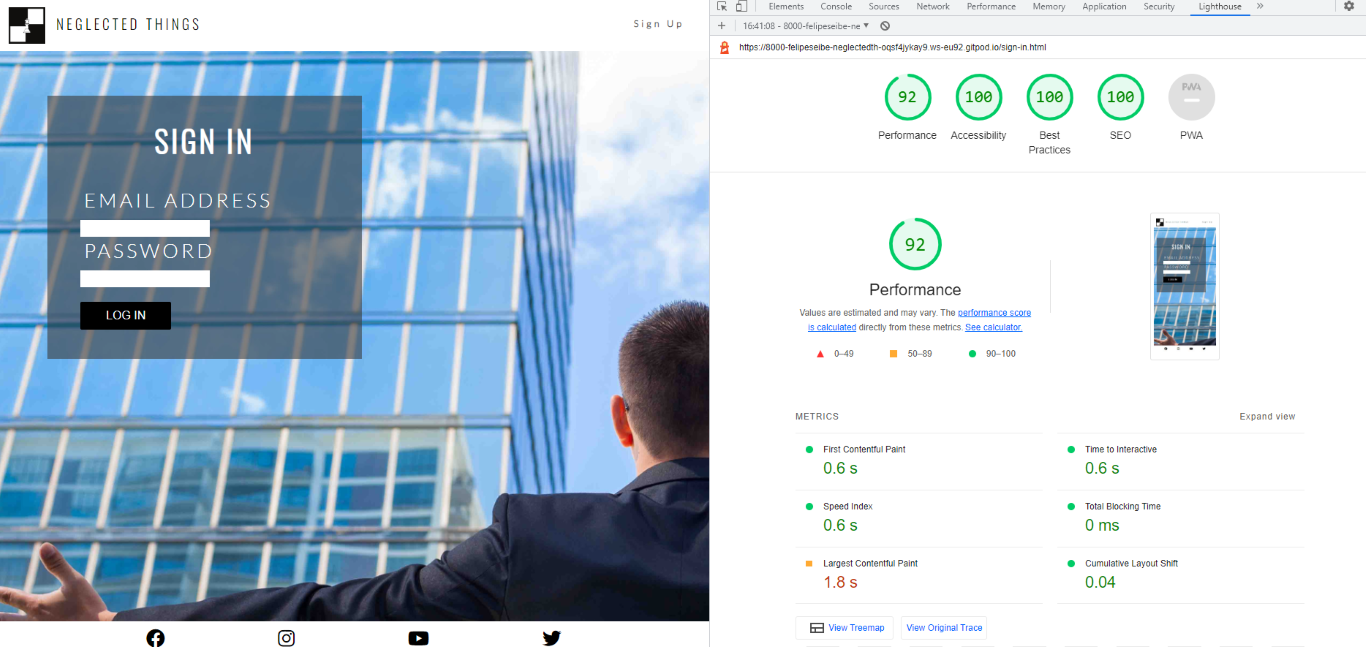 NEGLECTED THINGS
Sign Up
SIGN IN
EMAIL ADDRESS
PASSWORD
LOG IN
Elements Console Sources Network Performance Memory Application Security Lighthouse »
+ 16:41:08 - 8000-felipeseibe-ne ▾
https://8000-felipeseibe-neglectedth-oqsf4jykay9.ws-eu92.gitpod.io/sign-in.html
92 100 100 100 PWA
Performance Accessibility Best Practices SEO PWA
92
SIGN IN
Performance
Values are estimated and may vary. The performance score
is calculated directly from these metrics. See calculator.
0–49 50–89 90–100
METRICS
Expand view
First Contentful Paint
0.6 s
Time to Interactive
0.6 s
Speed Index
0.6 s
Total Blocking Time
0 ms
Largest Contentful Paint
1.8 s
Cumulative Layout Shift
0.04
View Treemap
View Original Trace